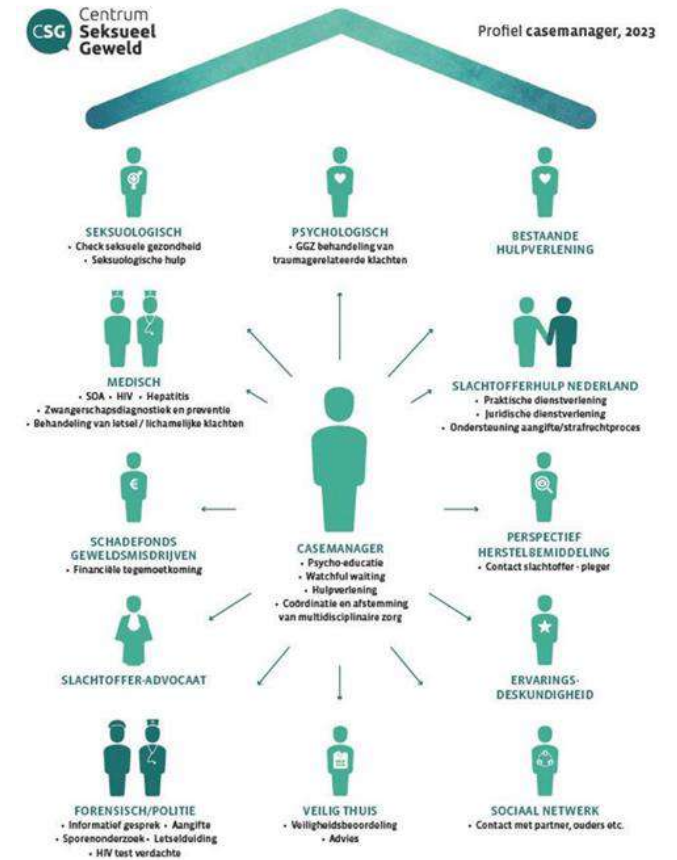 CSG
Centrum
Seksueel
Geweld
Profiel casemanager, 2023
SEKSUOLOGISCH
• Check seksuele gezondheid
• Seksuologische hulp
PSYCHOLOGISCH
• GGZ behandeling van
traumagerelateerde klachten
BESTAANDE
HULPVERLENING
MEDISCH
• SOA • HIV • Hepatitis
• Zwangerschapsdiagnostiek en preventie
• Behandeling van letsel / lichamelijke klachten
SLACHTOFFERHULP NEDERLAND
• Praktische dienstverlening
• Juridische dienstverlening
• Ondersteuning aangifte/strafrechtproces
€
SCHADEFONDS
GEWELDSMISDRIJVEN
• Financiële tegemoetkoming
CASEMANAGER
• Psycho-educatie
• Watchful waiting
• Hulpverlening
• Coördinatie en afstemming
van multidisciplinaire zorg
PERSPECTIEF
HERSTELBEMIDDELING
• Contact slachtoffer - pleger
SLACHTOFFER-ADVOCAAT
ERVARINGS-
DESKUNDIGHEID
FORENSISCH/POLITIE
• Informatief gesprek • Aangifte
• Sporenonderzoek • Letselduiding
• HIV test verdachte
VEILIG THUIS
• Veiligheidsbeoordeling
• Advies
SOCIAAL NETWERK
• Contact met partner, ouders etc.